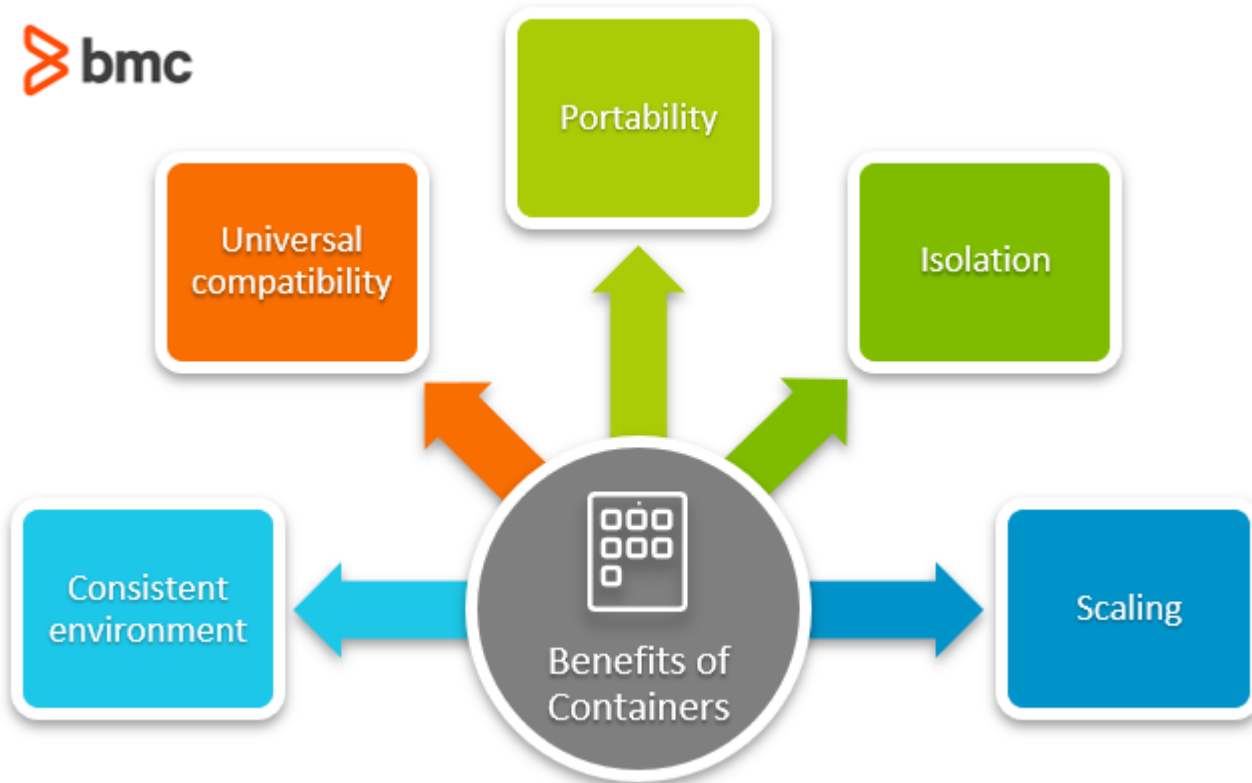 bmc
Portability
Universal
compatibility
Isolation
Consistent
environment
Scaling
Benefits of
Containers